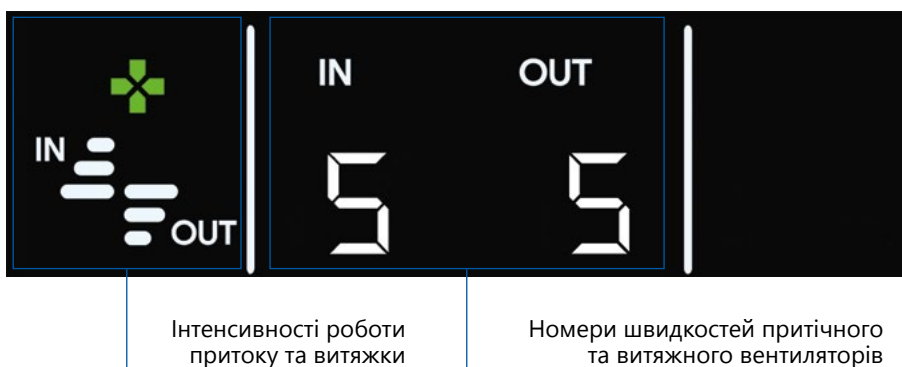 IN OUT
IN
5 5
OUT
Інтенсивності роботи
притоку та витяжки
Номери швидкостей притічного
та витяжного вентиляторів